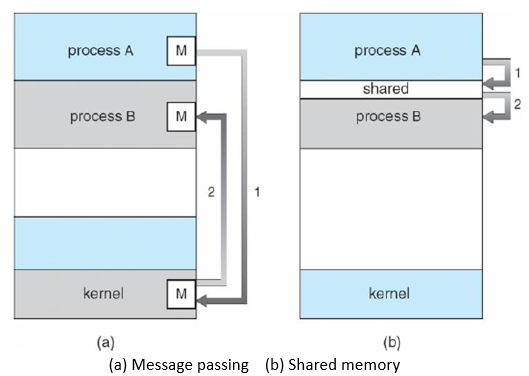 process A M
process B M
2 1
kernel M
(a)
process A
1
shared
2
process B
kernel
(b)
(a) Message passing (b) Shared memory